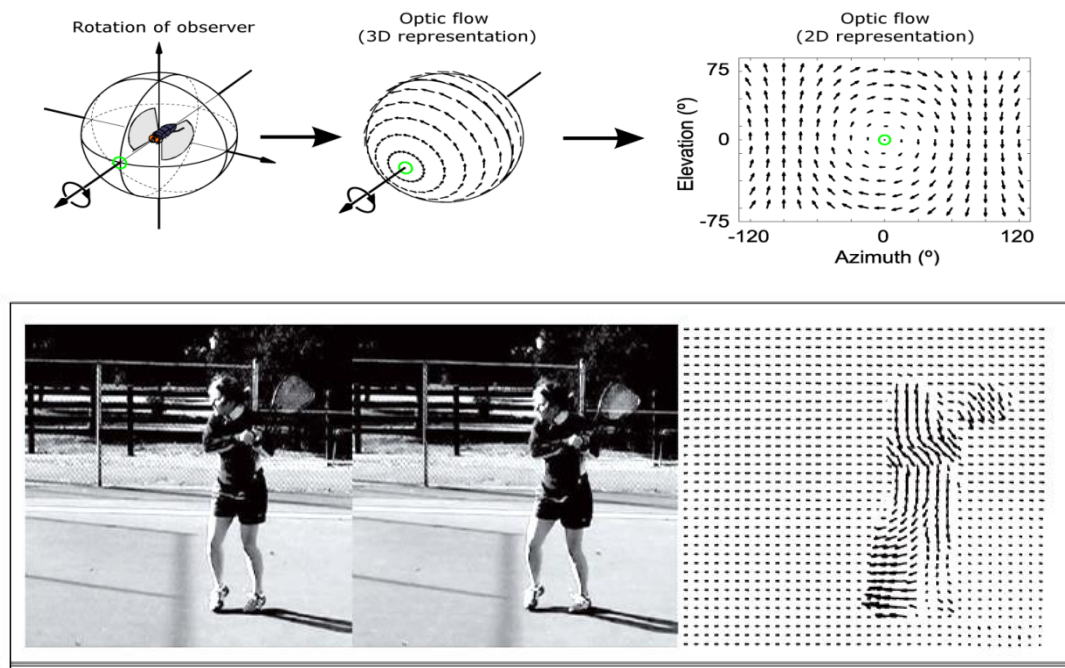 Rotation of observer
Optic flow
(3D representation)
Optic flow
(2D representation)
Elevation (º)
75
0
-75
-120
0
120
Azimuth (º)